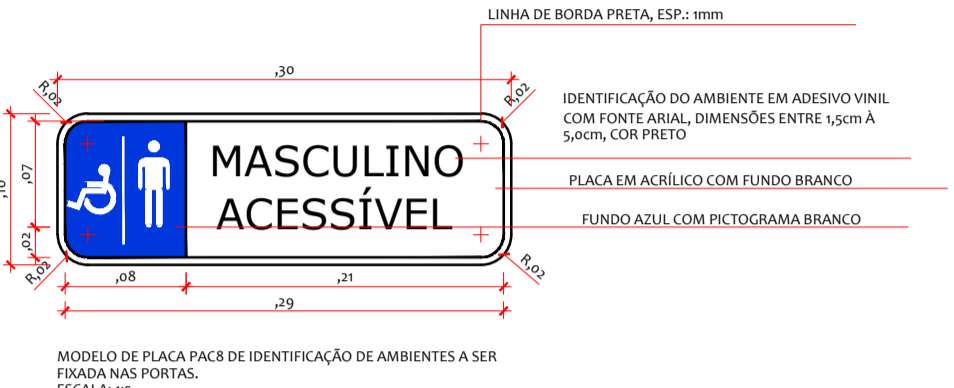 LINHA DE BORDA PRETA, ESP.: 1mm
,30
R,02
R,02
IDENTIFICAÇÃO DO AMBIENTE EM ADESIVO VINIL
COM FONTE ARIAL, DIMENSÕES ENTRE 1,5cm À
5,0cm, COR PRETO
MASCULINO
ACESSÍVEL
PLACA EM ACRÍLICO COM FUNDO BRANCO
FUNDO AZUL COM PICTOGRAMA BRANCO
,10
,07
,02
R,02
R,02
,08
,21
,29
MODELO DE PLACA PAC8 DE IDENTIFICAÇÃO DE AMBIENTES A SER
FIXADA NAS PORTAS.
ESCALA: 1:5